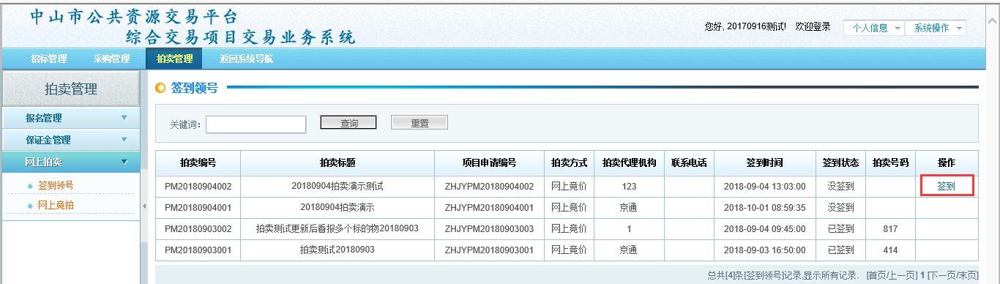 中山市公共资源交易平台
综合交易项目交易业务系统
您好, 20170916测试! 欢迎登录 个人信息 系统操作
招标管理 采购管理 拍卖管理 返回系统导航
拍卖管理
报名管理
保证金管理
网上拍卖
签到领号
网上竟拍
签到领号
关键词: 查询 重置
拍卖编号 拍卖标题 项目申请编号 拍卖方式 拍卖代理机构 联系电话 签到时间 签到状态 拍卖号码 操作
PM20180904002 20180904拍卖演示测试 ZHJYPM20180904002 网上竞价 123 2018-09-04 13:03:00 没签到 签到
PM20180904001 20180904拍卖演示 ZHJYPM20180904001 网上竞价 京通 2018-10-01 08:59:35 没签到
PM20180903002 拍卖测试更新后看报多个标的物20180903 ZHJYPM20180903003 网上竞价 1 2018-09-04 09:45:00 已签到 817
PM20180903001 拍卖测试20180903 ZHJYPM20180903001 网上竞价 京通 2018-09-03 16:50:00 已签到 414
总共[4]条[签到领号]记录,显示所有记录. [首页/上一页] 1 [下一页/末页]